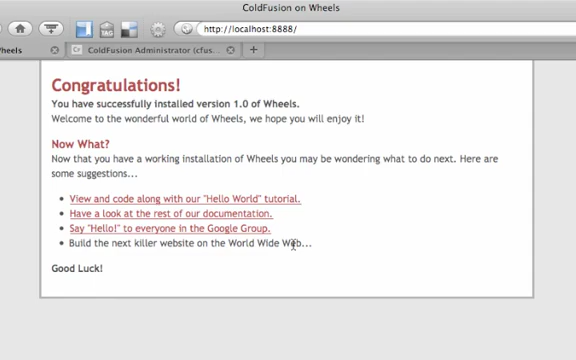 ColdFusion on Wheels
http://localhost:8888/
heels
ColdFusion Administrator (cfus...
Congratulations!
You have successfully installed version 1.0 of Wheels.
Welcome to the wonderful world of Wheels, we hope you will enjoy it!
Now What?
Now that you have a working installation of Wheels you may be wondering what to do next. Here are
some suggestions...
• View and code along with our "Hello World" tutorial.
• Have a look at the rest of our documentation.
• Say "Hello!" to everyone in the Google Group.
• Build the next killer website on the World Wide Web...
Good Luck!